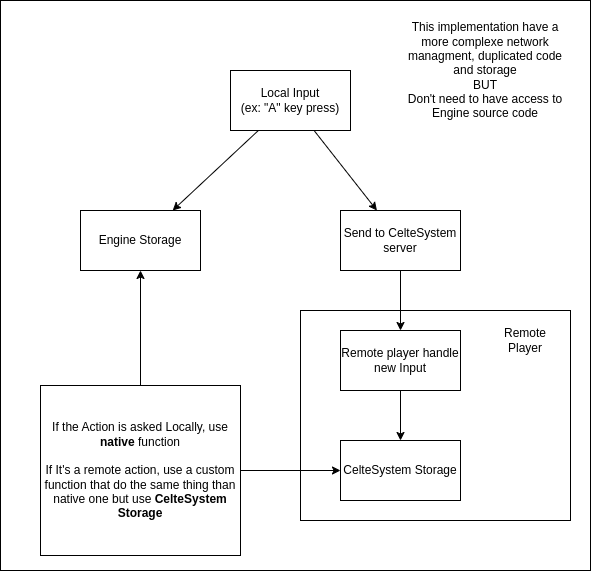 This implementation have a
more complexe network
managment, duplicated code
and storage
BUT
Don't need to have access to
Engine source code
Local Input
(ex: "A" key press)
Engine Storage
Send to CelteSystem
server
Remote
Player
Remote player handle
new Input
If the Action is asked Locally, use
native function
If It's a remote action, use a custom
function that do the same thing than
native one but use CelteSystem
Storage
CelteSystem Storage